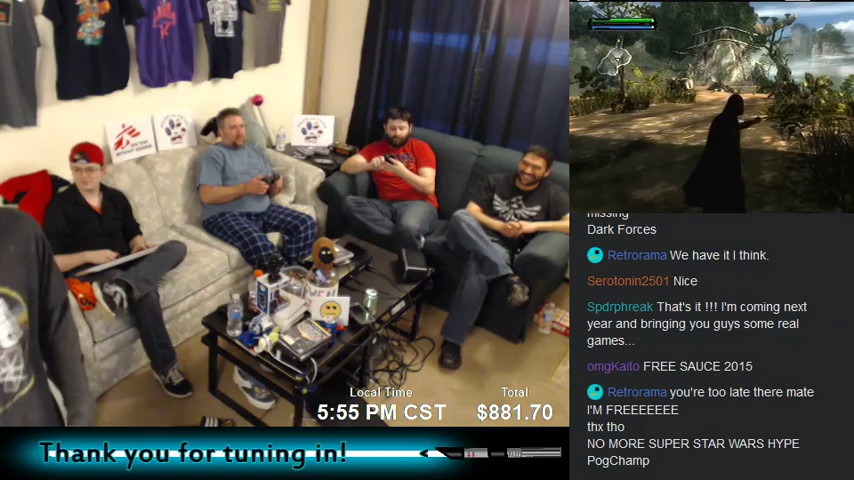 missing
Dark Forces
Retrorama We have it I think.
Serotonin2501 Nice
Spdrphreak That's it !!! I'm coming next
year and bringing you guys some real
games...
omgKaito FREE SAUCE 2015
Retrorama you're too late there mate
I'M FREEEEEEE
thx tho
NO MORE SUPER STAR WARS HYPE
PogChamp
Local Time
5:55 PM CST
Total
$881.70
Thank you for tuning in!